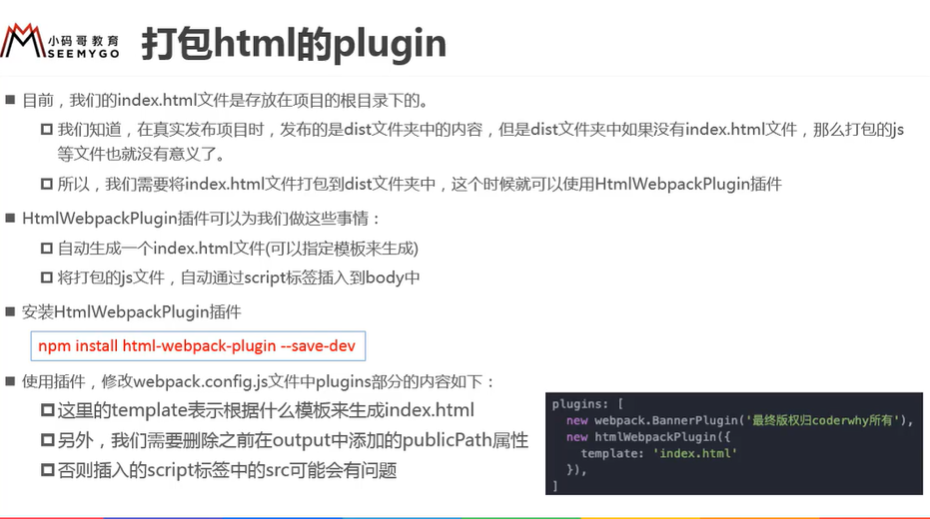 小码哥教育
SEEMYGO
打包html的plugin
目前，我们的index.html文件是存放在项目的根目录下的。
我们知道，在真实发布项目时，发布的是dist文件夹中的内容，但是dist文件夹中如果没有index.html文件，那么打包的js
等文件也就没有意义了。
所以，我们需要将index.html文件打包到dist文件夹中，这个时候就可以使用HtmlWebpackPlugin插件
HtmlWebpackPlugin插件可以为我们做这些事情：
自动生成一个index.html文件(可以指定模板来生成)
将打包的js文件，自动通过script标签插入到body中
安装HtmlWebpackPlugin插件
npm install html-webpack-plugin --save-dev
使用插件，修改webpack.config.js文件中plugins部分的内容如下：
这里的template表示根据什么模板来生成index.html
另外，我们需要删除之前在output中添加的publicPath属性
否则插入的script标签中的src可能会有问题
plugins: [
new webpack.BannerPlugin('最终版权归coderwhy所有'),
new htmlWebpackPlugin({
template: 'index.html'
}),
]